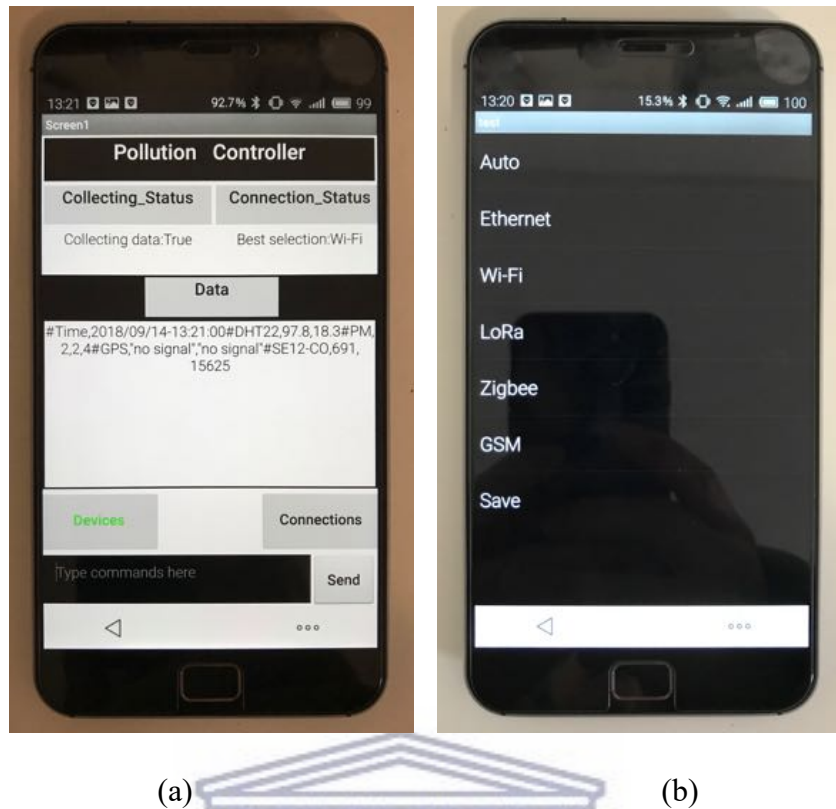 13:21 92.7% 99
Screen1
Pollution Controller
Collecting_Status Connection_Status
Collecting data:True Best selection:Wi-Fi
Data
#Time,2018/09/14-13:21:00#DHT22,97.8,18.3#PM,
2,2,4#GPS,"no signal","no signal"#SE12-CO,691,
15625
Devices Connections
Type commands here Send
13:20 15.3% 100
test
Auto
Ethernet
Wi-Fi
LoRa
Zigbee
GSM
Save
(a) (b)